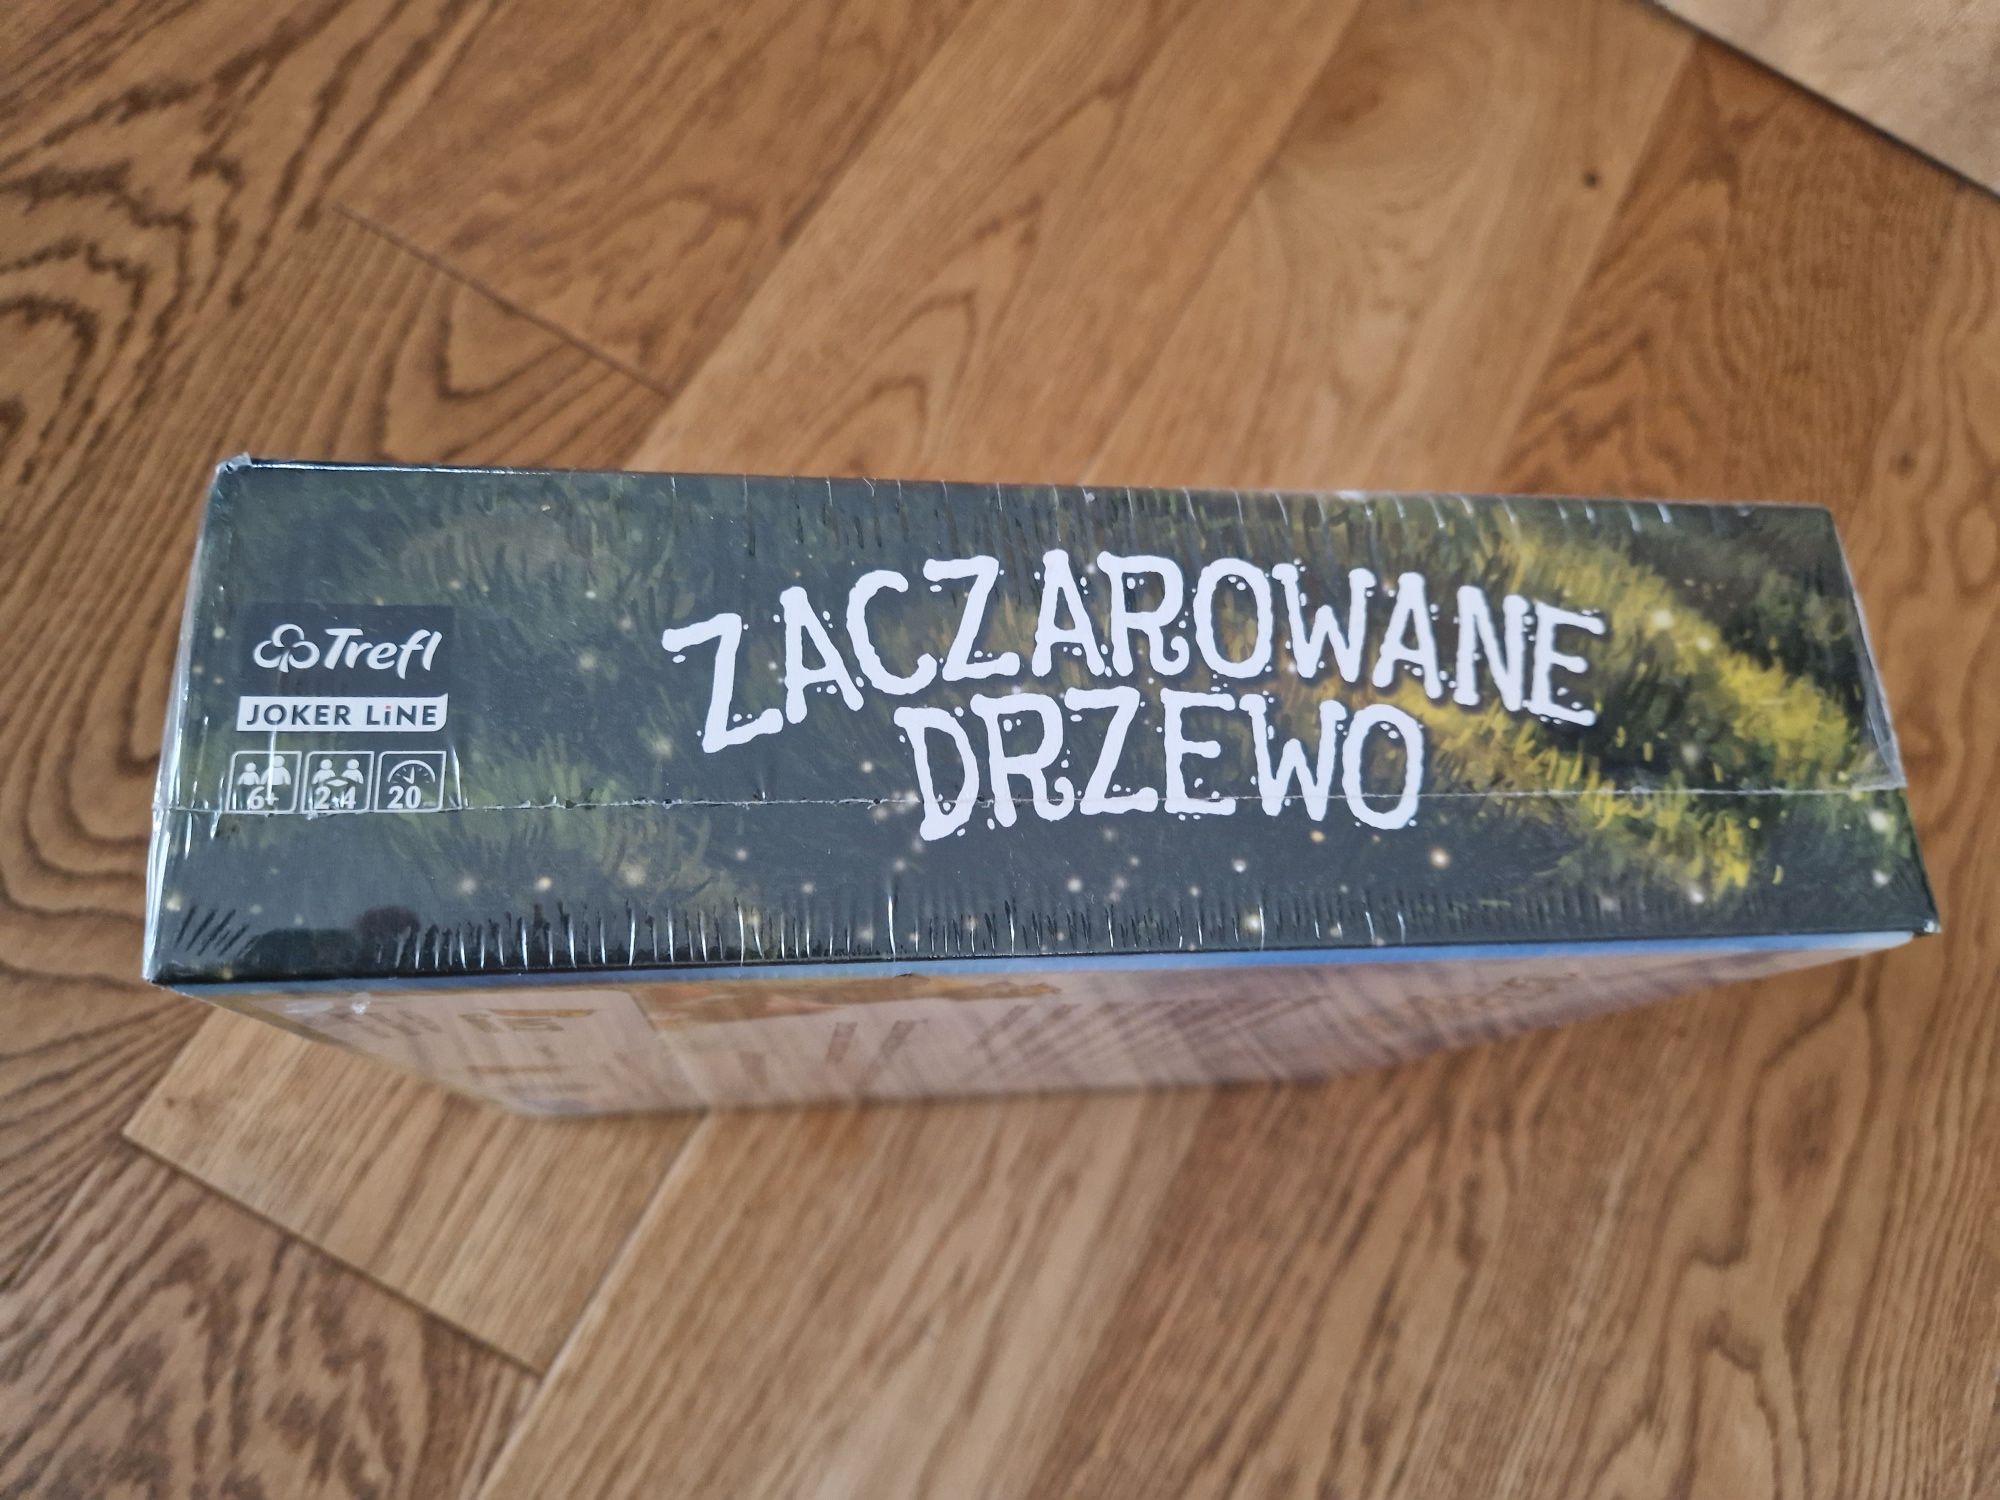 Trefl
JOKER LiNE
6+ 2-4 20
ZACZAROWANE
DRZEWO